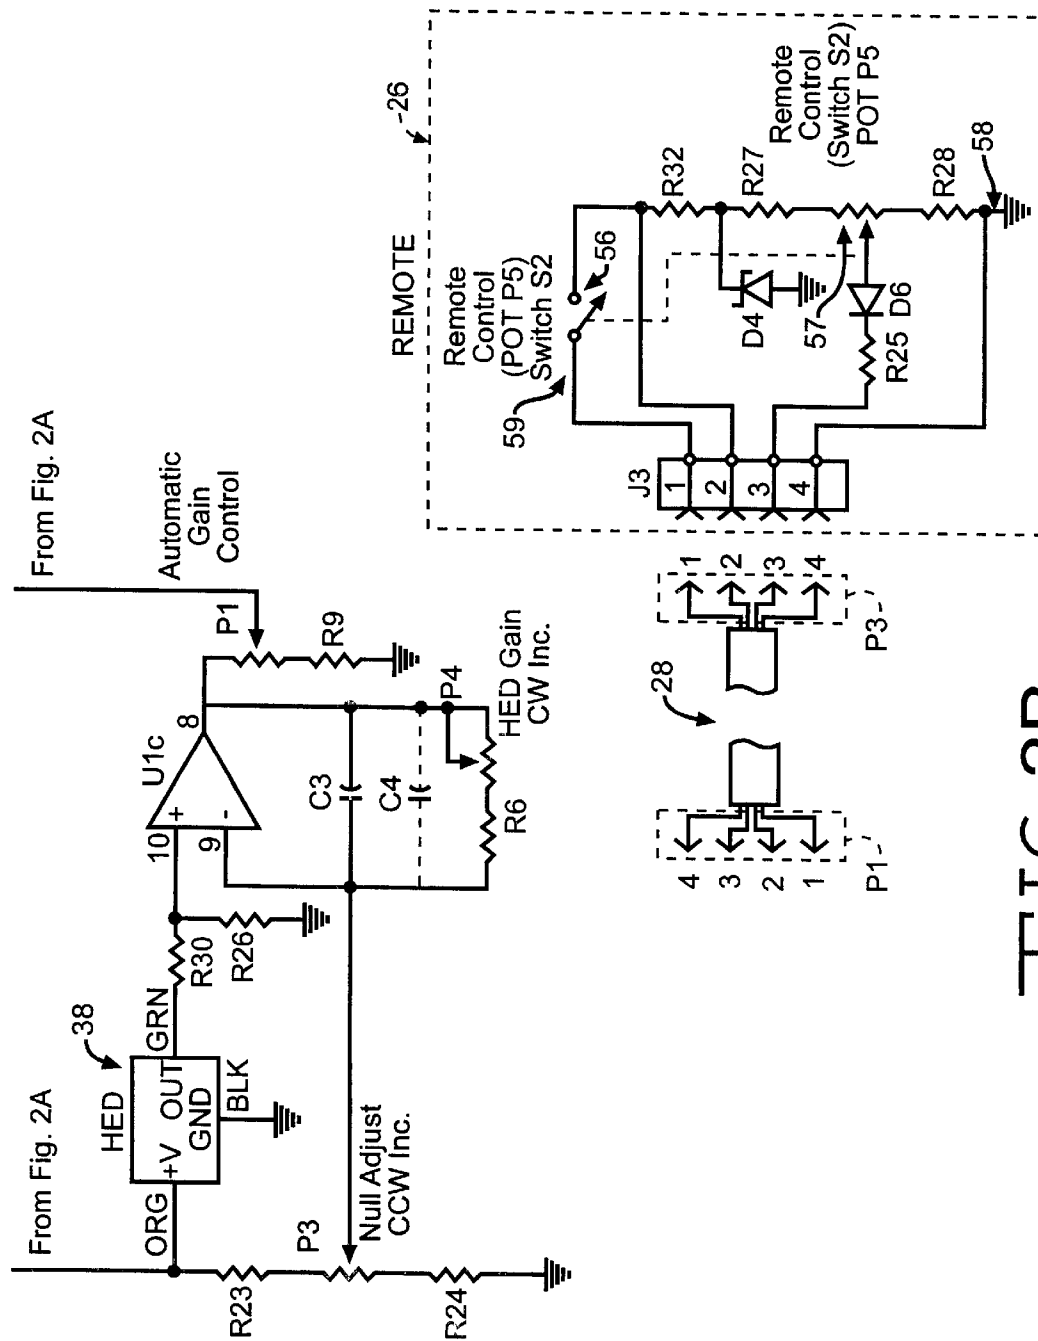 From Fig. 2A
ORG
HED
38
+V
OUT
GND
GRN
BLK
R30
R26
10
9
+
-
U1c
8
P1
Automatic
Gain
Control
From Fig. 2A
R9
R23
P3
R24
Null Adjust
CCW Inc.
C3
C4
R6
P4
HED Gain
CW Inc.
REMOTE
26
Remote
Control
(POT P5)
Switch S2
59
56
R32
R27
D4
57
Remote
Control
(Switch S2)
POT P5
R28
58
D6
R25
J3
1
2
3
4
28
4
3
2
1
P1
1
2
3
4
P3